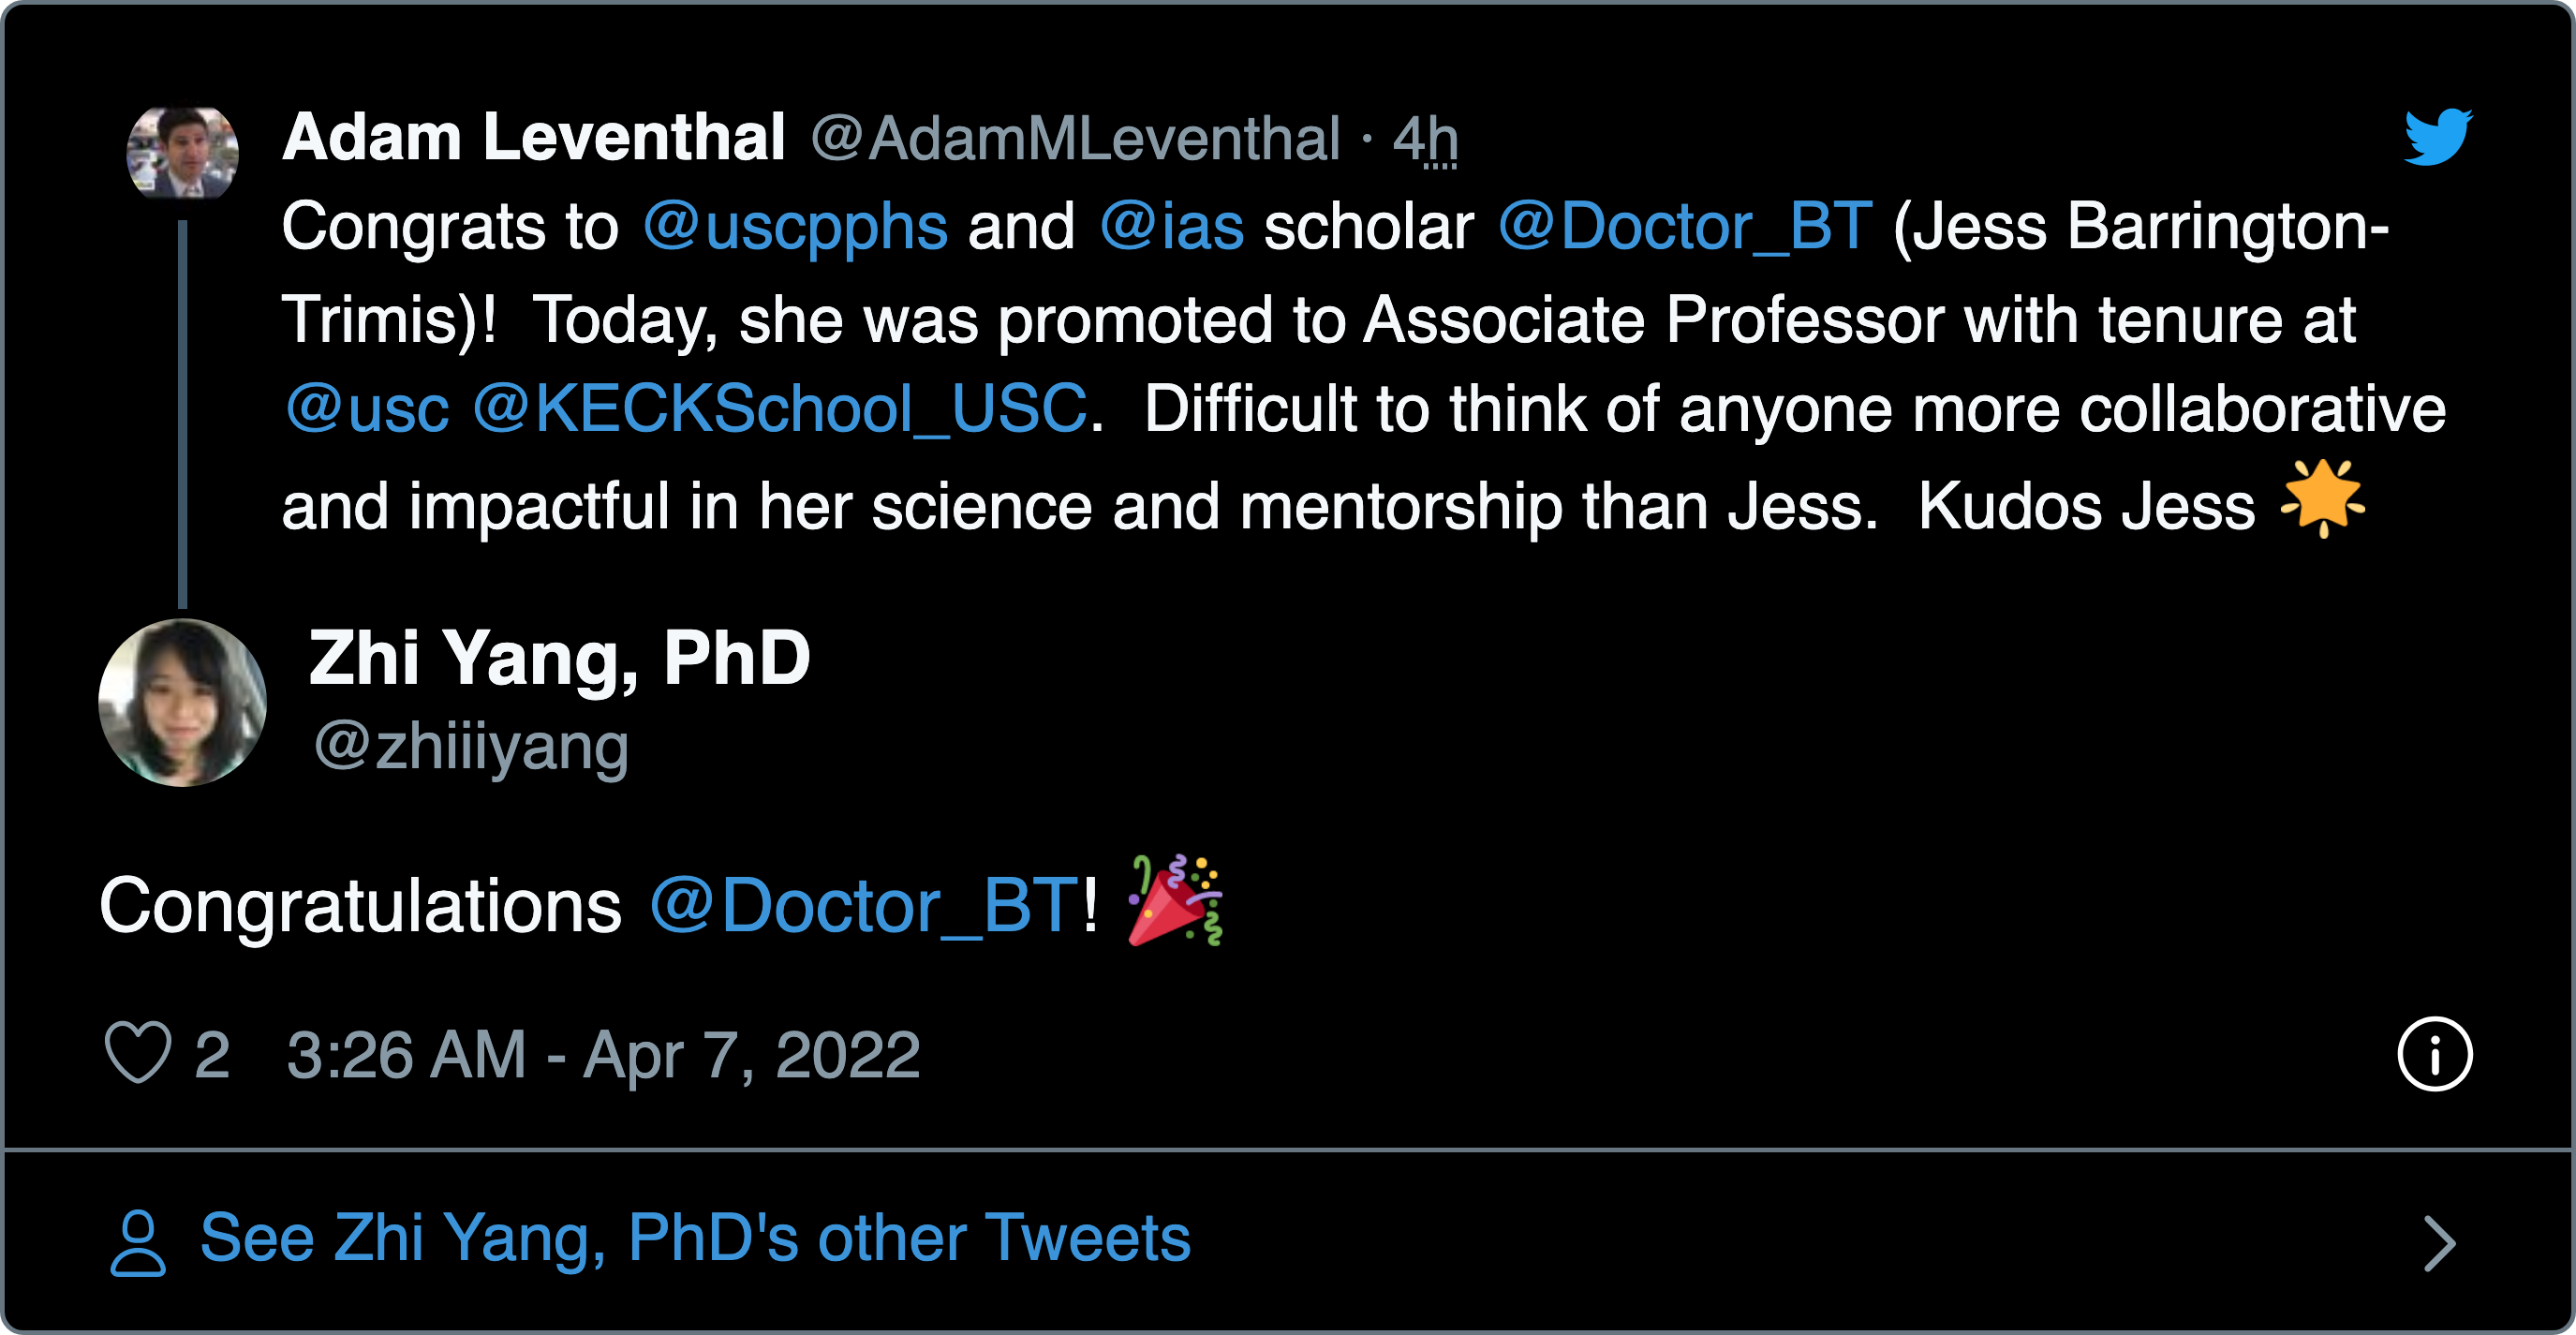 Adam Leventhal @AdamMLeventhal · 4h
Congrats to @uscpphs and @ias scholar @Doctor_BT (Jess Barrington-
Trimis)!  Today, she was promoted to Associate Professor with tenure at
@usc @KECKSchool_USC.  Difficult to think of anyone more collaborative
and impactful in her science and mentorship than Jess.  Kudos Jess 🌟
Zhi Yang, PhD
@zhiiiyang
Congratulations @Doctor_BT! 🎉
2 3:26 AM - Apr 7, 2022
See Zhi Yang, PhD's other Tweets